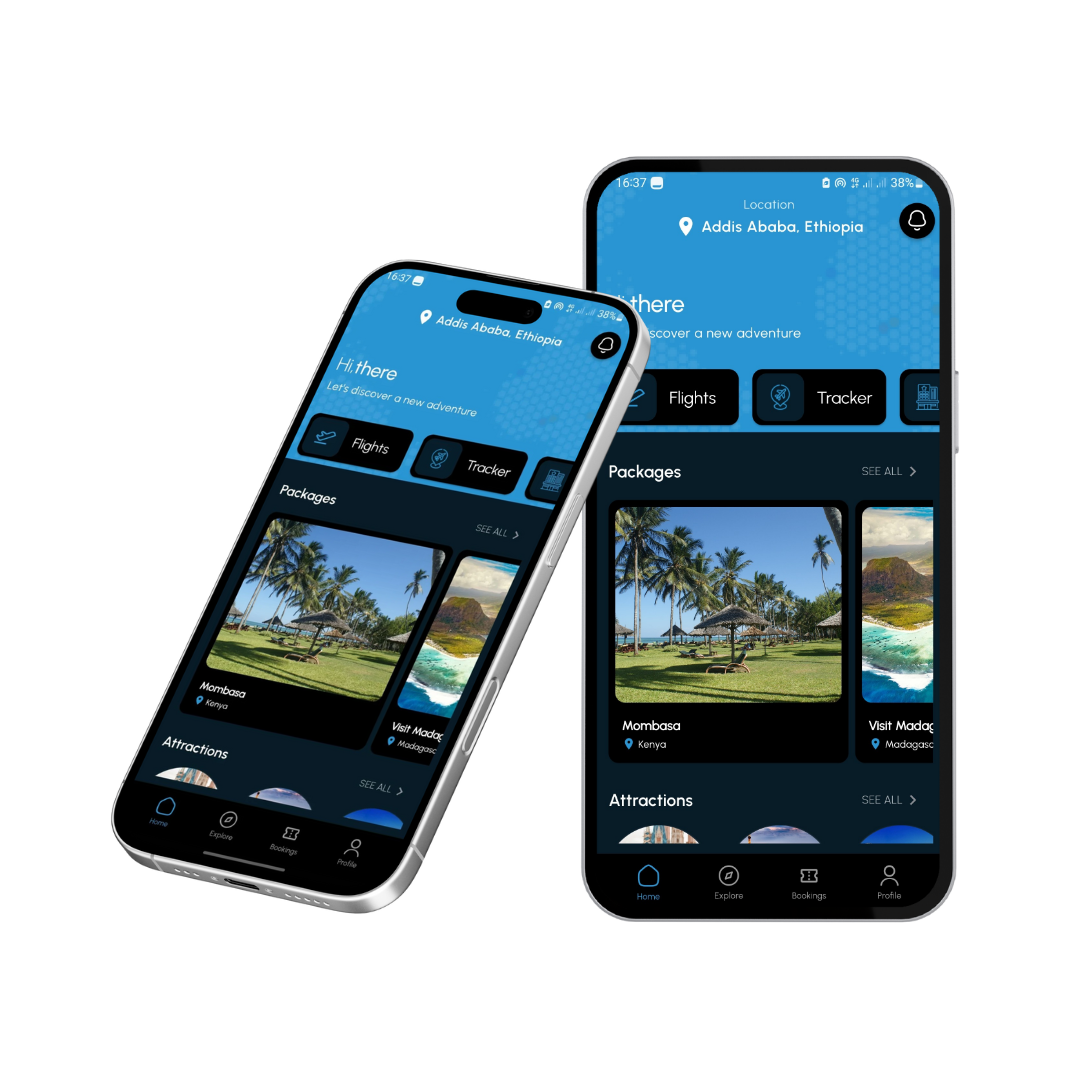 16:37
38%
Addis Ababa, Ethiopia
Hi, there
Let's discover a new adventure
Flights
Tracker
Packages
SEE ALL
Mombasa
Kenya
Visit Madag
Madagasc
Attractions
SEE ALL
Home
Explore
Bookings
Profile
16:37
4G
38%
Location
Addis Ababa, Ethiopia
there
scover a new adventure
Flights
Tracker
Packages
SEE ALL
Mombasa
Kenya
Visit Madag
Madagasc
Attractions
SEE ALL
Home
Explore
Bookings
Profile